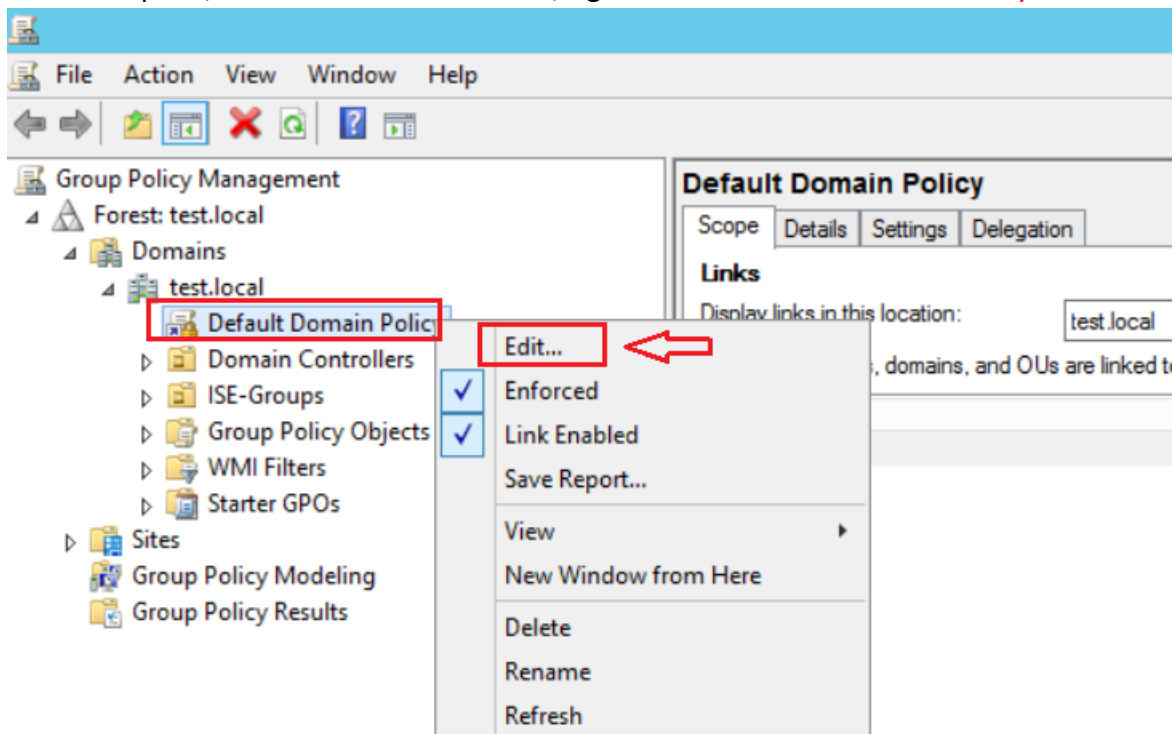 File Action View Window Help
Group Policy Management
Forest: test.local
Domains
test.local
Default Domain Policy
Domain Controllers
ISE-Groups
Group Policy Objects
WMI Filters
Starter GPOs
Sites
Group Policy Modeling
Group Policy Results
Default Domain Policy
Scope Details Settings Delegation
Links
Display links in this location: test.local
, domains, and OUs are linked to
Edit...
Enforced
Link Enabled
Save Report...
View
New Window from Here
Delete
Rename
Refresh